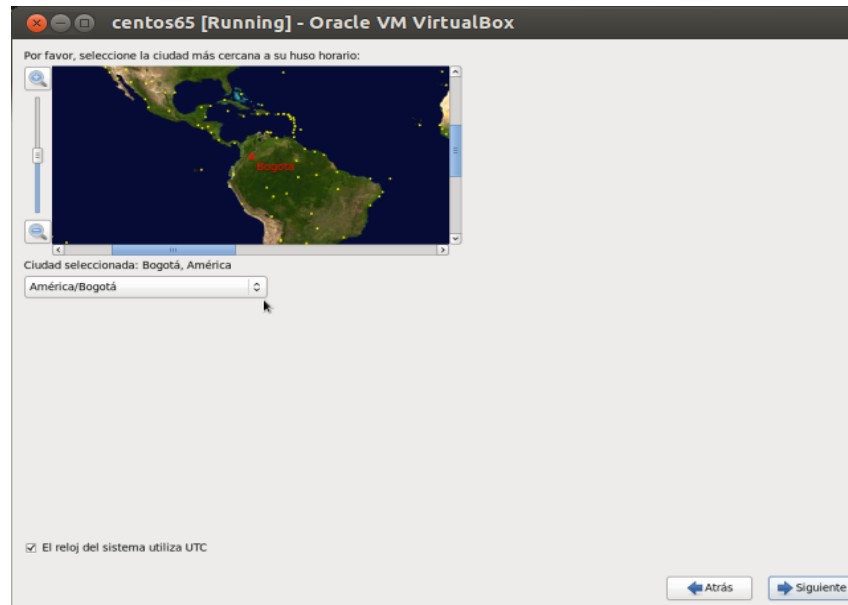 centos65 [Running] - Oracle VM VirtualBox
Por favor, seleccione la ciudad más cercana a su huso horario:
Bogotá
Ciudad seleccionada: Bogotá, América
América/Bogotá
El reloj del sistema utiliza UTC
Atrás
Siguiente